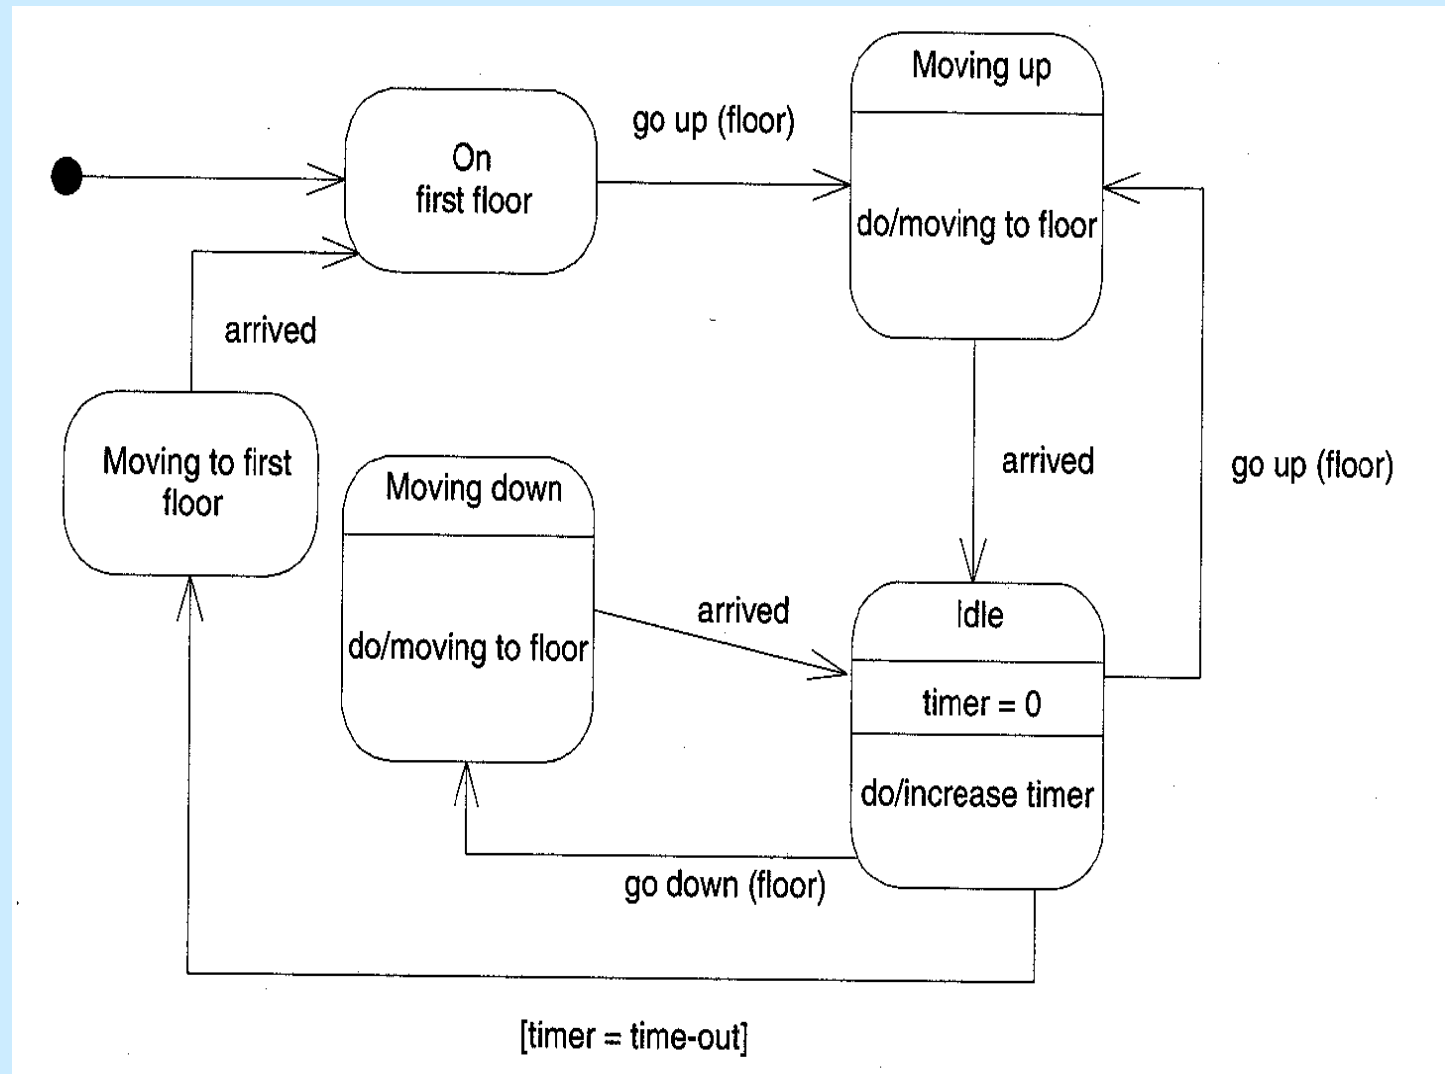 Moving up
go up (floor)
On
first floor
do/moving to floor
arrived
Moving to first
floor
Moving down
arrived
go up (floor)
do/moving to floor
arrived
Idle
timer = 0
do/increase timer
go down (floor)
[timer = time-out]